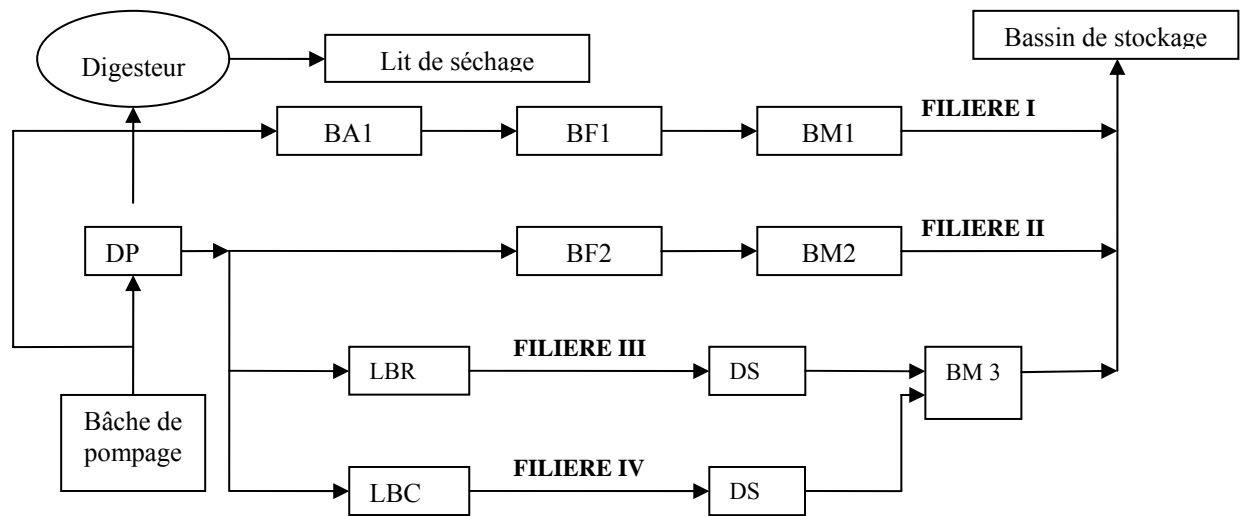 Bassin de stockage
Digesteur
Lit de séchage
FILIERE I
BA1
BF1
BM1
FILIERE II
DP
BF2
BM2
FILIERE III
LBR
DS
BM 3
Bâche de
pompage
FILIERE IV
LBC
DS